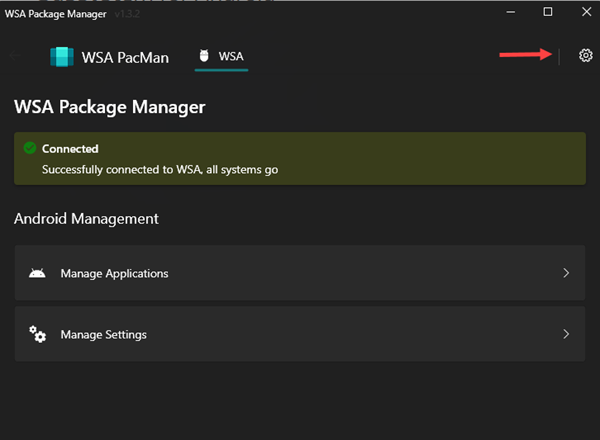 WSA Package Manager v1.3.2
WSA PacMan WSA
WSA Package Manager
Connected
Successfully connected to WSA, all systems go
Android Management
Manage Applications
Manage Settings